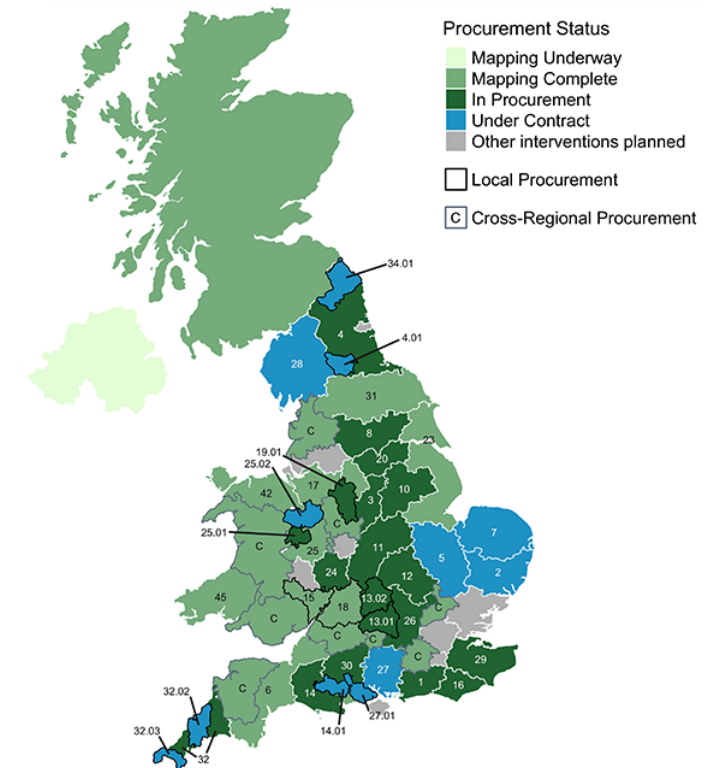 Procurement Status
Mapping Underway
Mapping Complete
In Procurement
Under Contract
Other interventions planned
Local Procurement
C Cross-Regional Procurement
34.01
4
4.01
28
31
C
8
23
19.01
20
25.02
42
17
10
3
7
C
25.01
5
C
25
11
2
24
12
45
15
13.02
C
18
C
13.01
26
C
C
C
30
29
27
32.02
C
6
14
1
16
27.01
14.01
32.03
32